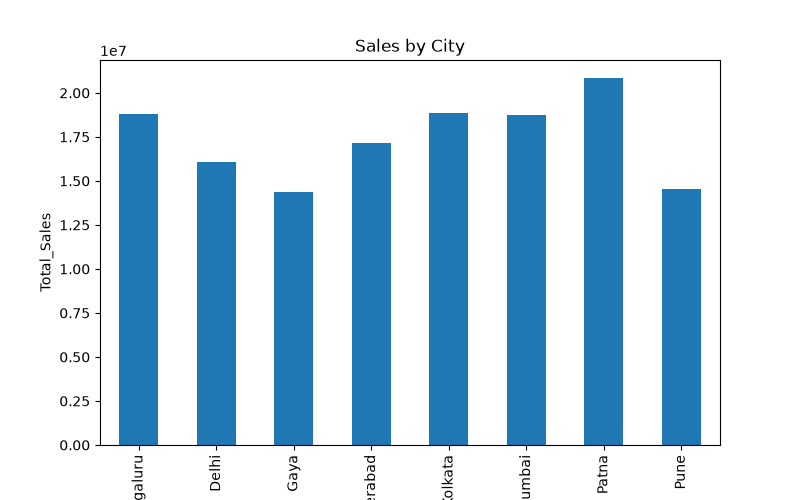 Sales by City
1e7
Total_Sales
2.00
1.75
1.50
1.25
1.00
0.75
0.50
0.25
0.00
galuru
Delhi
Gaya
erabad
Kolkata
umbai
Patna
Pune